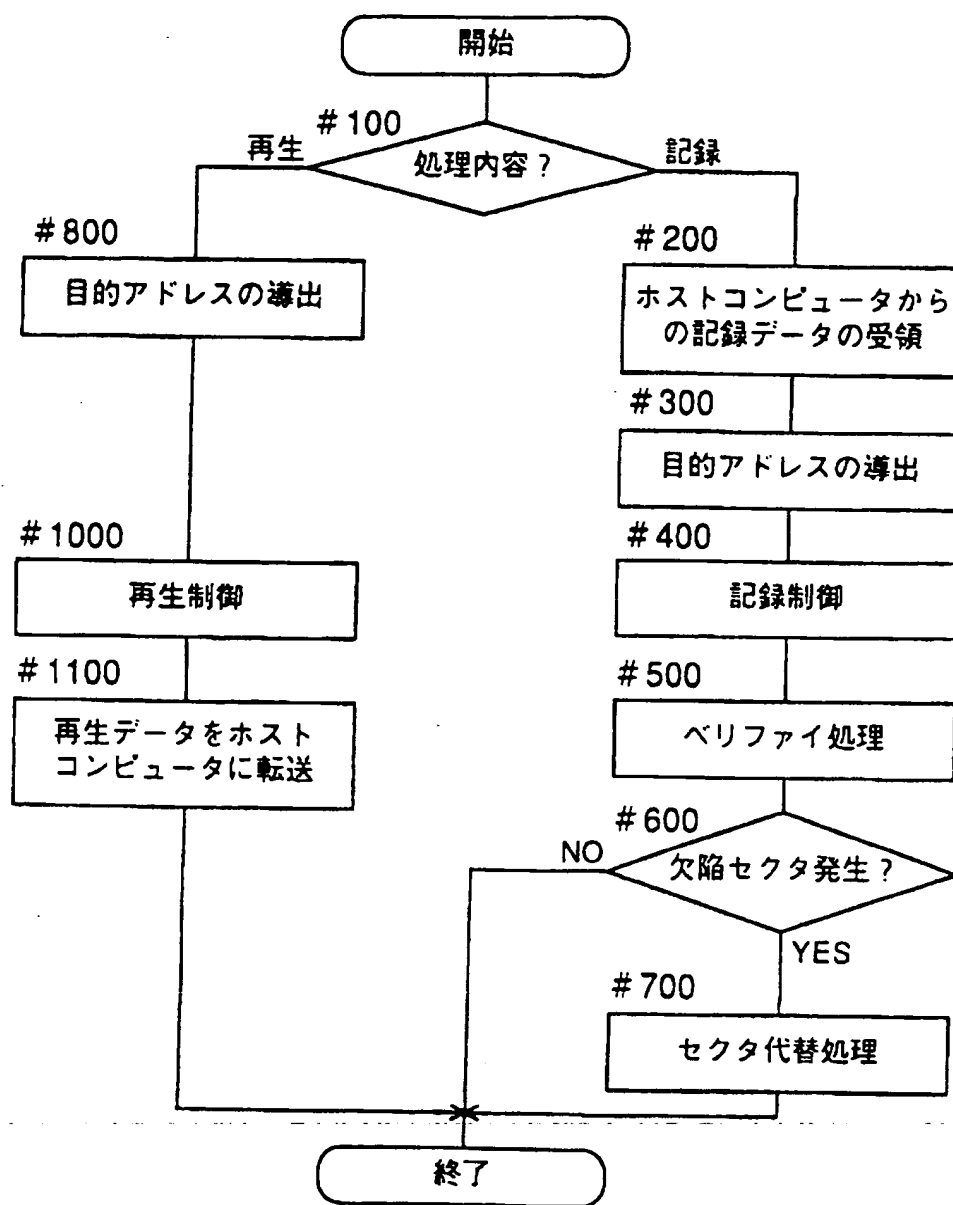 開始
#100
再生
処理内容?
記録
#800
目的アドレスの導出
#200
ホストコンピュータから
の記録データの受領
#300
目的アドレスの導出
#1000
再生制御
#400
記録制御
#1100
再生データをホスト
コンピュータに転送
#500
ベリファイ処理
#600
NO
欠陥セクタ発生?
YES
#700
セクタ代替処理
終了